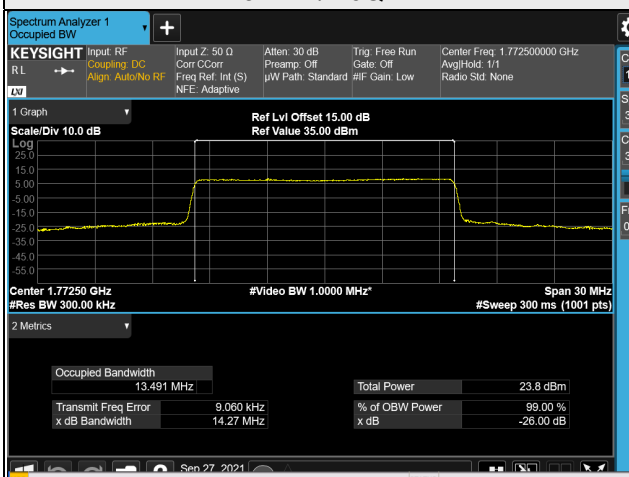 Spectrum Analyzer 1
Occupied BW
KEYSIGHT Input: RF Input Z: 50 Ω Atten: 30 dB Trig: Free Run Center Freq: 1.772500000 GHz
R L Coupling: DC Corr CCorr Preamp: Off Gate: Off Avg|Hold: 1/1
Align: Auto/No RF Freq Ref: Int (S) µW Path: Standard #IF Gain: Low Radio Std: None
LXI NFE: Adaptive
1 Graph
Ref Lvl Offset 15.00 dB
Scale/Div 10.0 dB Ref Value 35.00 dBm
Log
25.0
15.0
5.00
-5.00
-15.0
-25.0
-35.0
-45.0
-55.0
Center 1.77250 GHz #Video BW 1.0000 MHz* Span 30 MHz
#Res BW 300.00 kHz #Sweep 300 ms (1001 pts)
2 Metrics
Occupied Bandwidth
13.491 MHz Total Power 23.8 dBm
Transmit Freq Error 9.060 kHz % of OBW Power 99.00 %
x dB Bandwidth 14.27 MHz x dB -26.00 dB
Sep 27, 2021